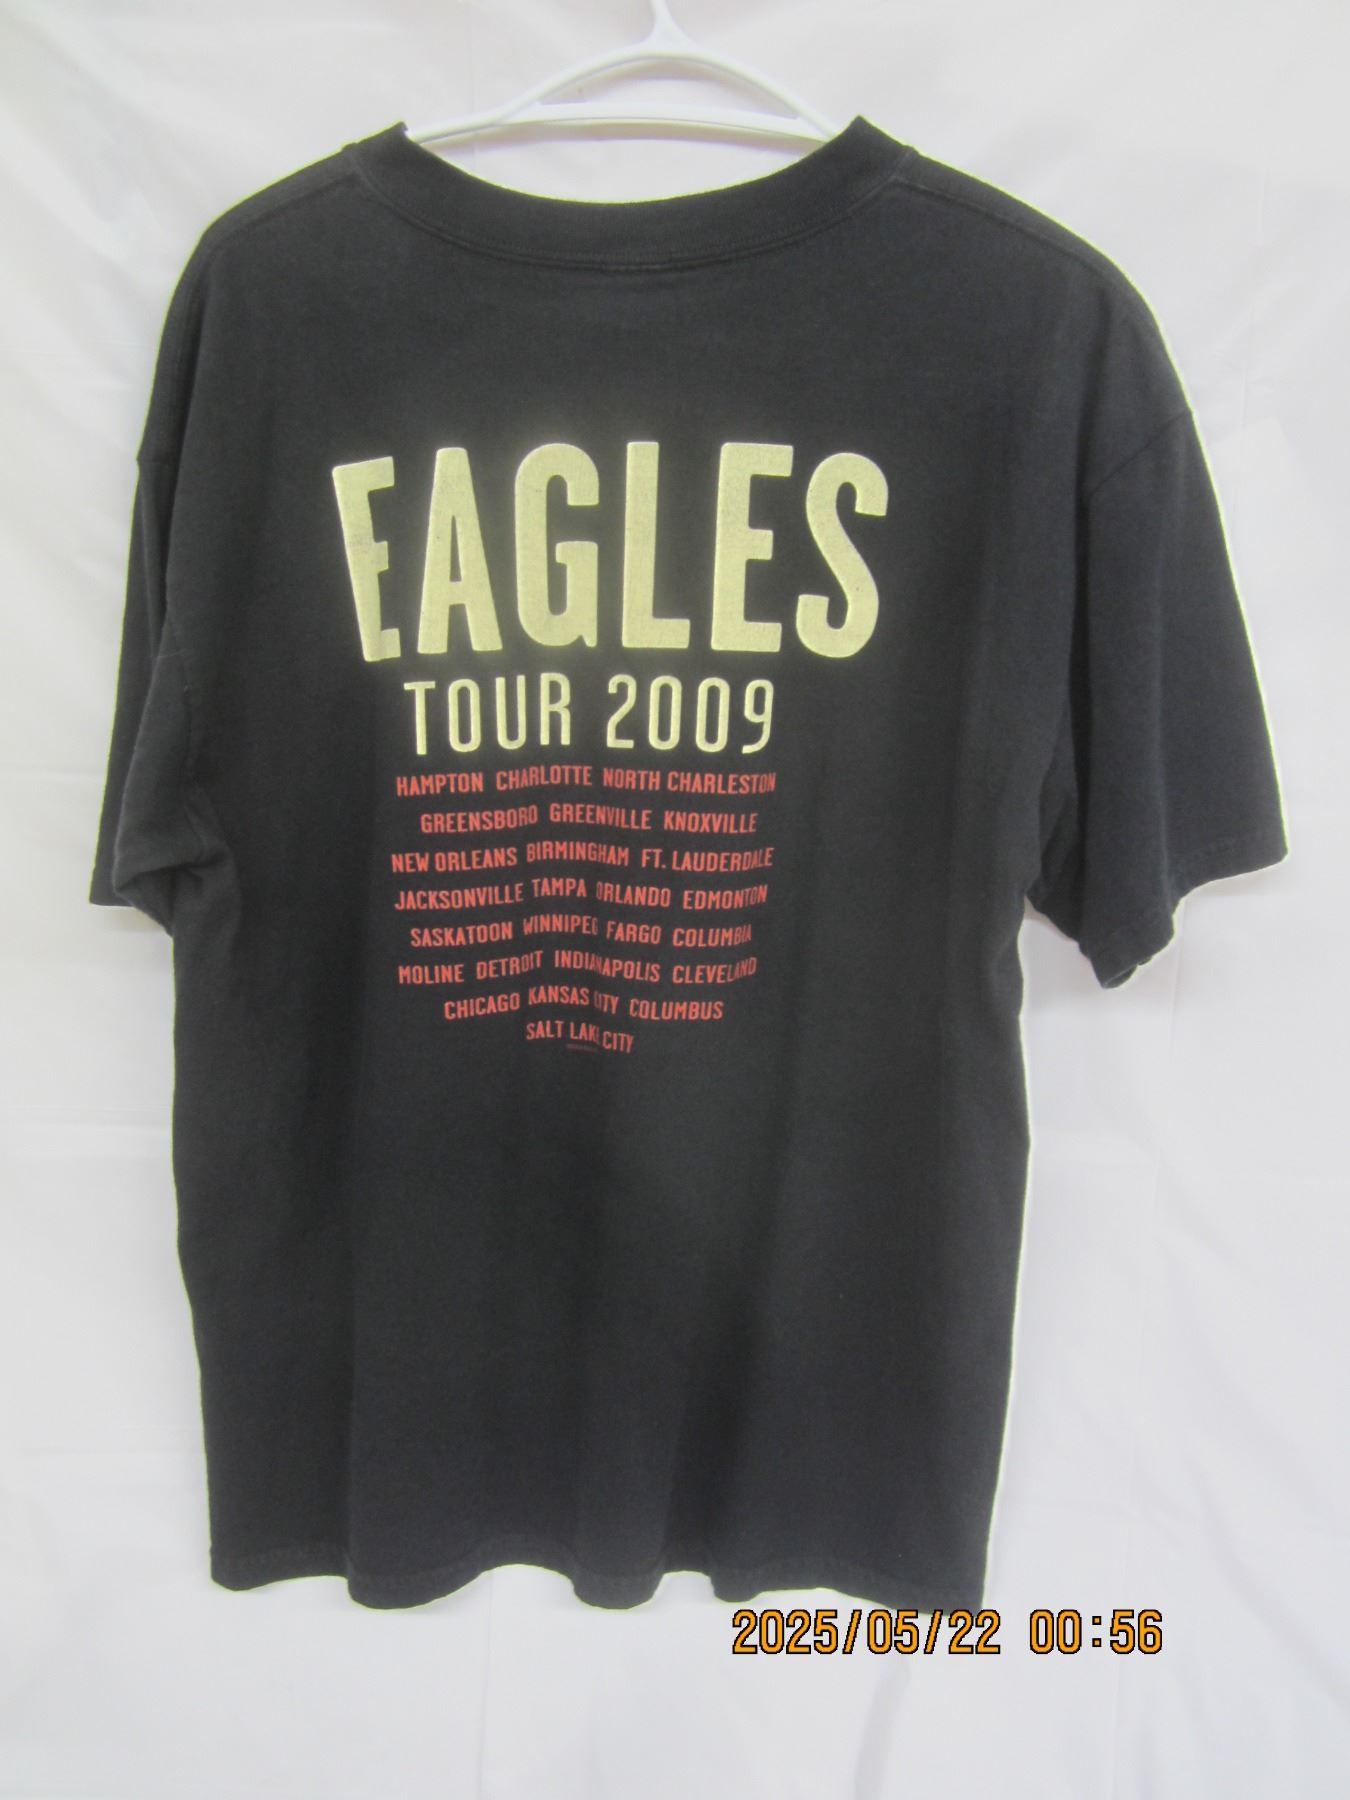 EAGLES
TOUR 2009
HAMPTON CHARLOTTE NORTH CHARLESTON
GREENSBORO GREENVILLE KNOXVILLE
NEW ORLEANS BIRMINGHAM FT. LAUDERDALE
JACKSONVILLE TAMPA ORLANDO EDMONTON
SASKATOON WINNIPEG FARGO COLUMBIA
MOLINE DETROIT INDIANAPOLIS CLEVELAND
CHICAGO KANSAS CITY COLUMBUS
SALT LAKE CITY
2025/05/22 00:56